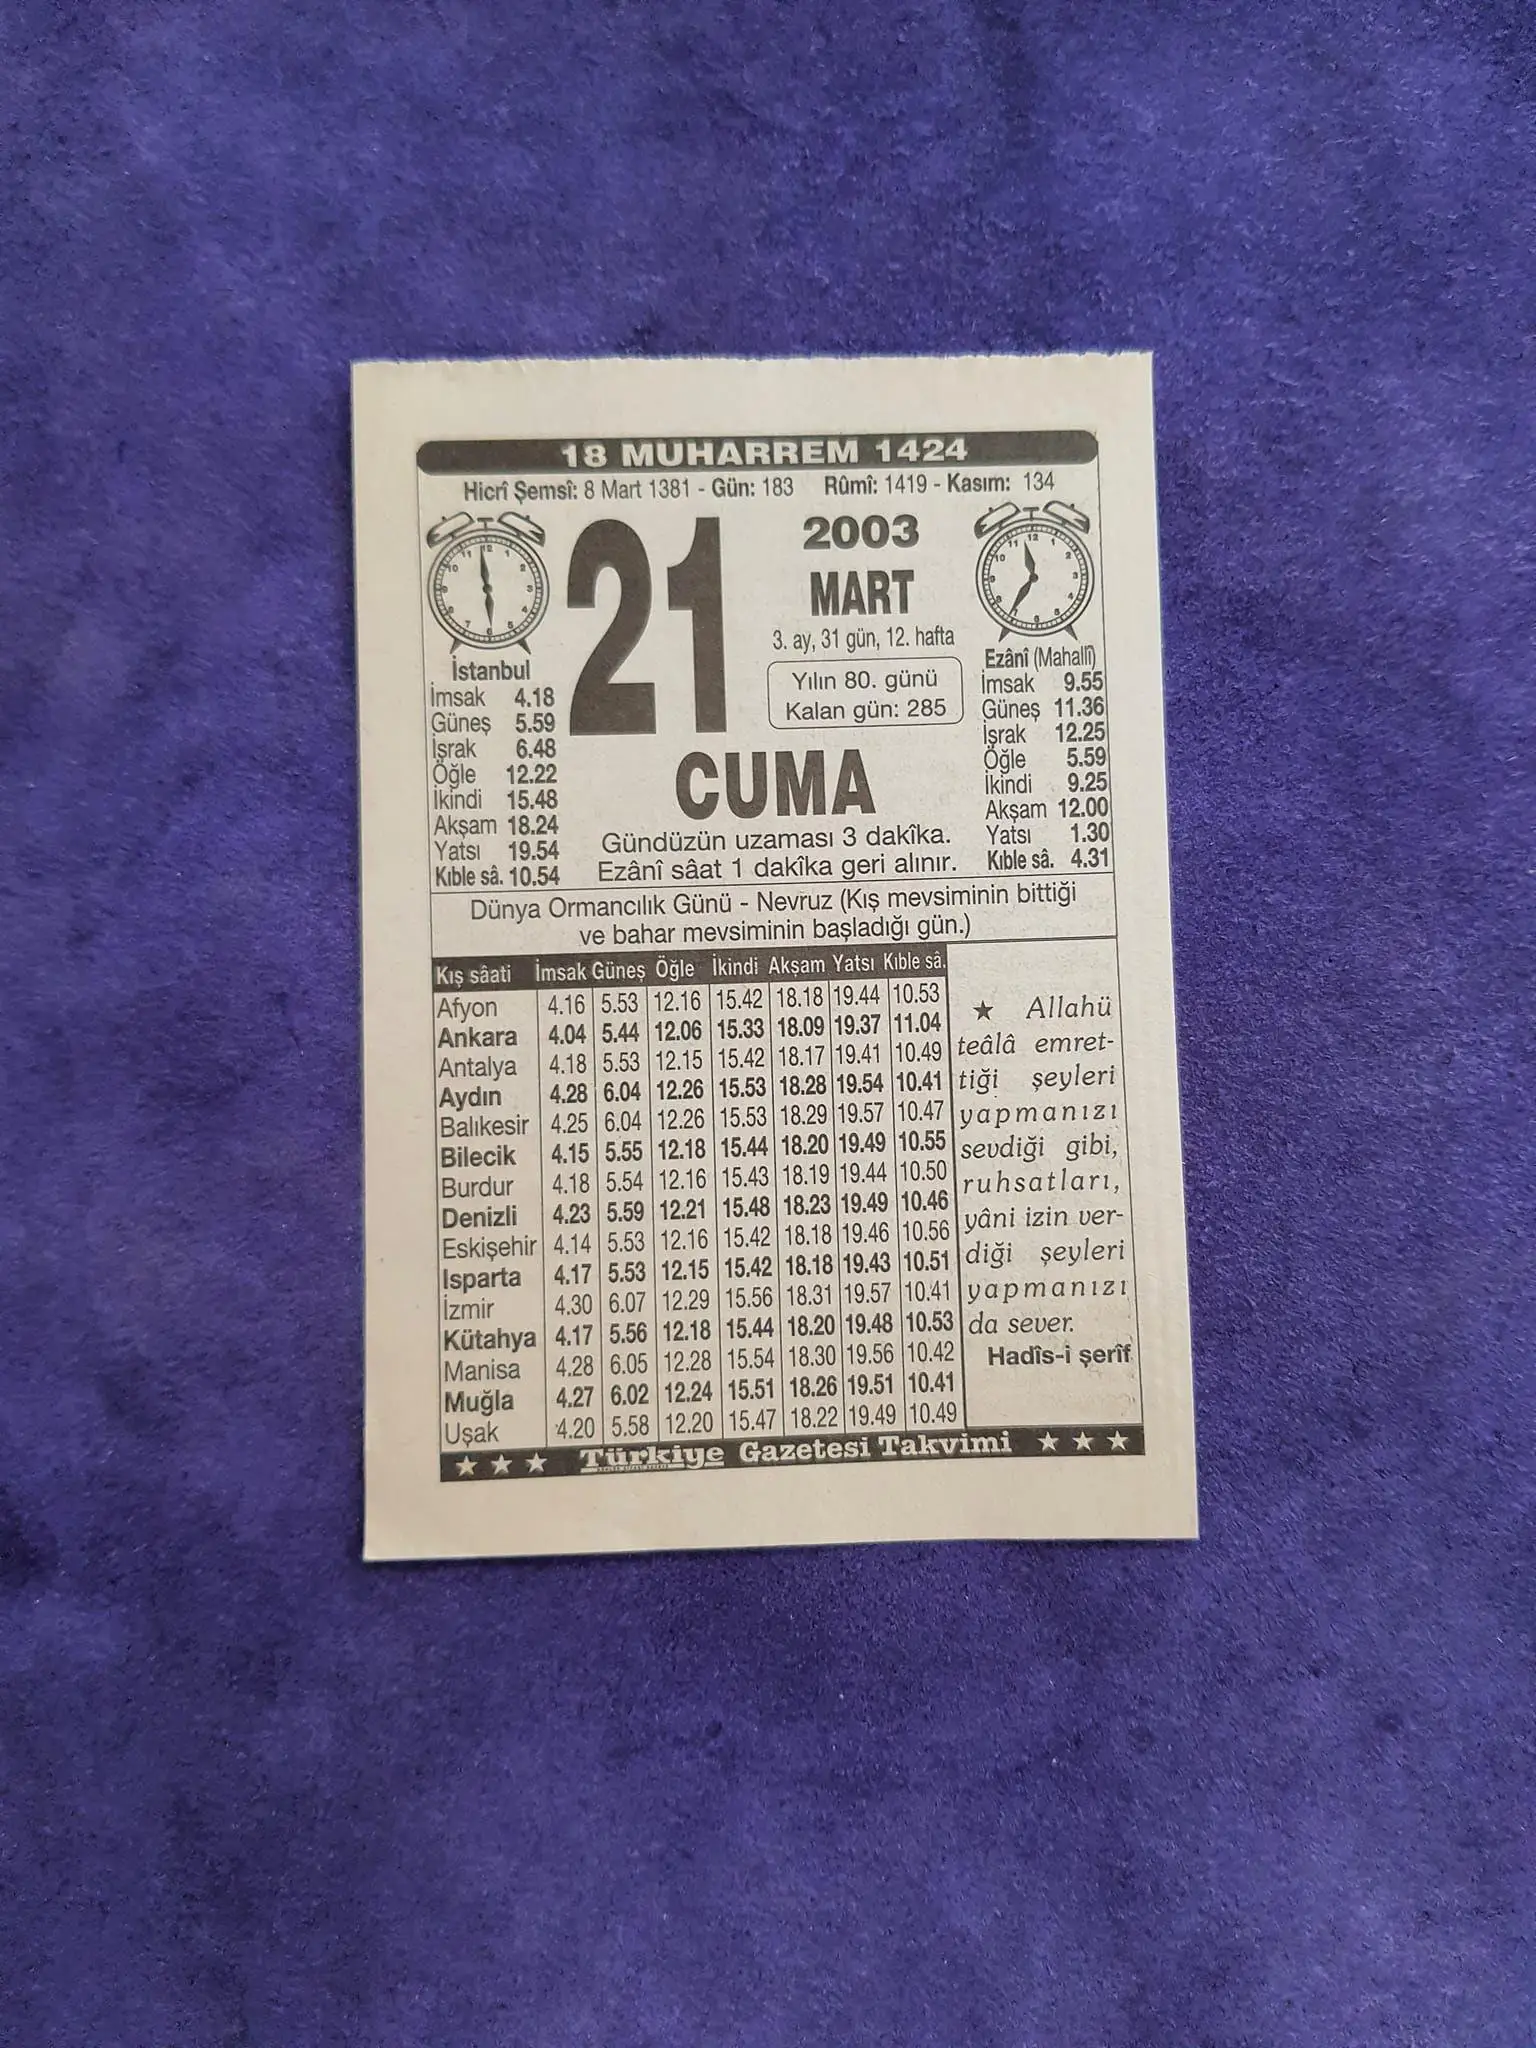 18 MUHARREM 1424
Hicrî Şemsî: 8 Mart 1381 - Gün: 183 Rûmî: 1419 - Kasım: 134
21
2003
MART
3. ay, 31 gün, 12. hafta
Yılın 80. günü
Kalan gün: 285
CUMA
Gündüzün uzaması 3 dakîka.
Ezânî sâat 1 dakîka geri alınır.
İstanbul
İmsak 4.18
Güneş 5.59
İşrak 6.48
Öğle 12.22
İkindi 15.48
Akşam 18.24
Yatsı 19.54
Kıble sâ. 10.54
Ezânî (Mahallî)
İmsak 9.55
Güneş 11.36
İşrak 12.25
Öğle 5.59
İkindi 9.25
Akşam 12.00
Yatsı 1.30
Kıble sâ. 4.31
Dünya Ormancılık Günü - Nevruz (Kış mevsiminin bittiği
ve bahar mevsiminin başladığı gün.)
Kış sâati İmsak Güneş Öğle İkindi Akşam Yatsı Kıble sâ.
Afyon 4.16 5.53 12.16 15.42 18.18 19.44 10.53
Ankara 4.04 5.44 12.06 15.33 18.09 19.37 11.04
Antalya 4.18 5.53 12.15 15.42 18.17 19.41 10.49
Aydın 4.28 6.04 12.26 15.53 18.28 19.54 10.41
Balıkesir 4.25 6.04 12.26 15.53 18.29 19.57 10.47
Bilecik 4.15 5.55 12.18 15.44 18.20 19.49 10.55
Burdur 4.18 5.54 12.16 15.43 18.19 19.44 10.50
Denizli 4.23 5.59 12.21 15.48 18.23 19.49 10.46
Eskişehir 4.14 5.53 12.16 15.42 18.18 19.46 10.56
Isparta 4.17 5.53 12.15 15.42 18.18 19.43 10.51
İzmir 4.30 6.07 12.29 15.56 18.31 19.57 10.41
Kütahya 4.17 5.56 12.18 15.44 18.20 19.48 10.53
Manisa 4.28 6.05 12.28 15.54 18.30 19.56 10.42
Muğla 4.27 6.02 12.24 15.51 18.26 19.51 10.41
Uşak 4.20 5.58 12.20 15.47 18.22 19.49 10.49
★ Allahü
teâlâ emret-
tiği şeyleri
yapmanızı
sevdiği gibi,
ruhsatları,
yâni izin ver-
diği şeyleri
yapmanızı
da sever.
Hadîs-i şerîf
★ ★ ★ Türkiye Gazetesi Takvimi ★ ★ ★